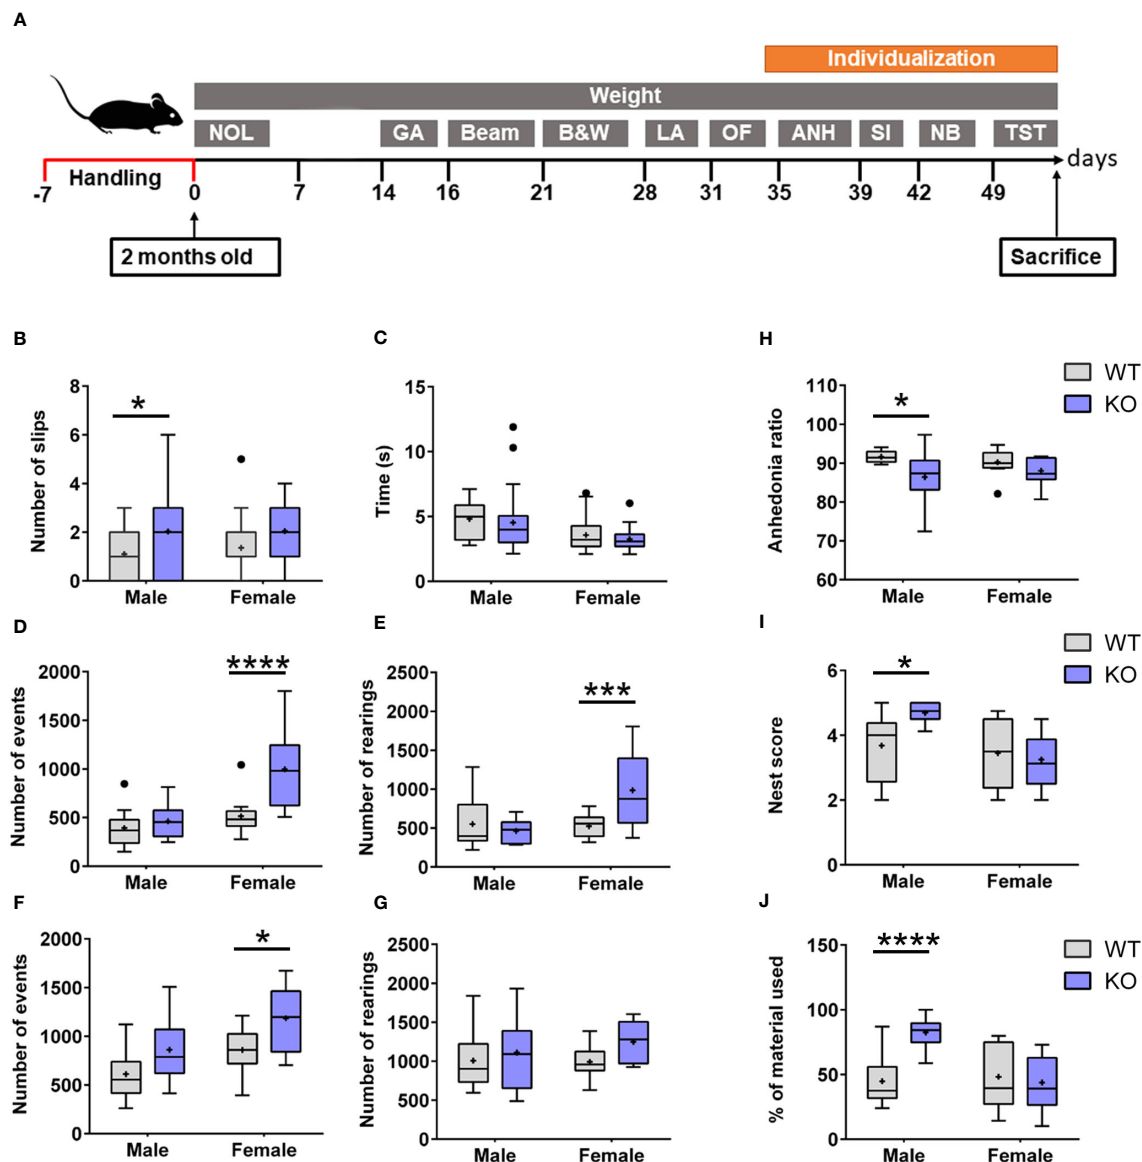 A
Individualization
Weight
NOL GA Beam B&W LA OF ANH SI NB TST
Handling
days
-7 0 7 14 16 21 28 31 35 39 42 49
2 months old
Sacrifice
B
Number of slips
8
6
4
2
0
*
Male Female
C
Time (s)
15
10
5
0
Male Female
H
Anhedonia ratio
110
100
90
80
70
60
*
Male Female
WT
KO
D
Number of events
2000
1500
1000
500
0
****
Male Female
E
Number of rearings
2500
2000
1500
1000
500
0
***
Male Female
I
Nest score
6
4
2
0
*
Male Female
WT
KO
F
Number of events
2000
1500
1000
500
0
*
Male Female
G
Number of rearings
2500
2000
1500
1000
500
0
Male Female
J
% of material used
150
100
50
0
****
Male Female
WT
KO